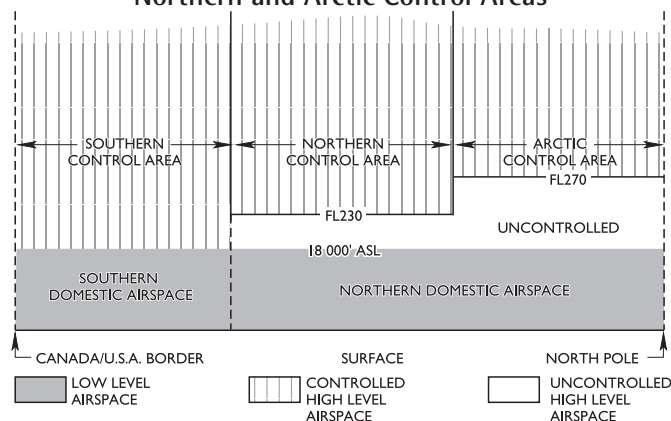 Northern and Arctic Control Areas
SOUTHERN
CONTROL AREA
NORTHERN
CONTROL AREA
ARCTIC
CONTROL AREA
FL270
FL230
UNCONTROLLED
18 000' ASL
SOUTHERN
DOMESTIC AIRSPACE
NORTHERN DOMESTIC AIRSPACE
CANADA/U.S.A. BORDER
SURFACE
NORTH POLE
LOW LEVEL
AIRSPACE
CONTROLLED
HIGH LEVEL
AIRSPACE
UNCONTROLLED
HIGH LEVEL
AIRSPACE